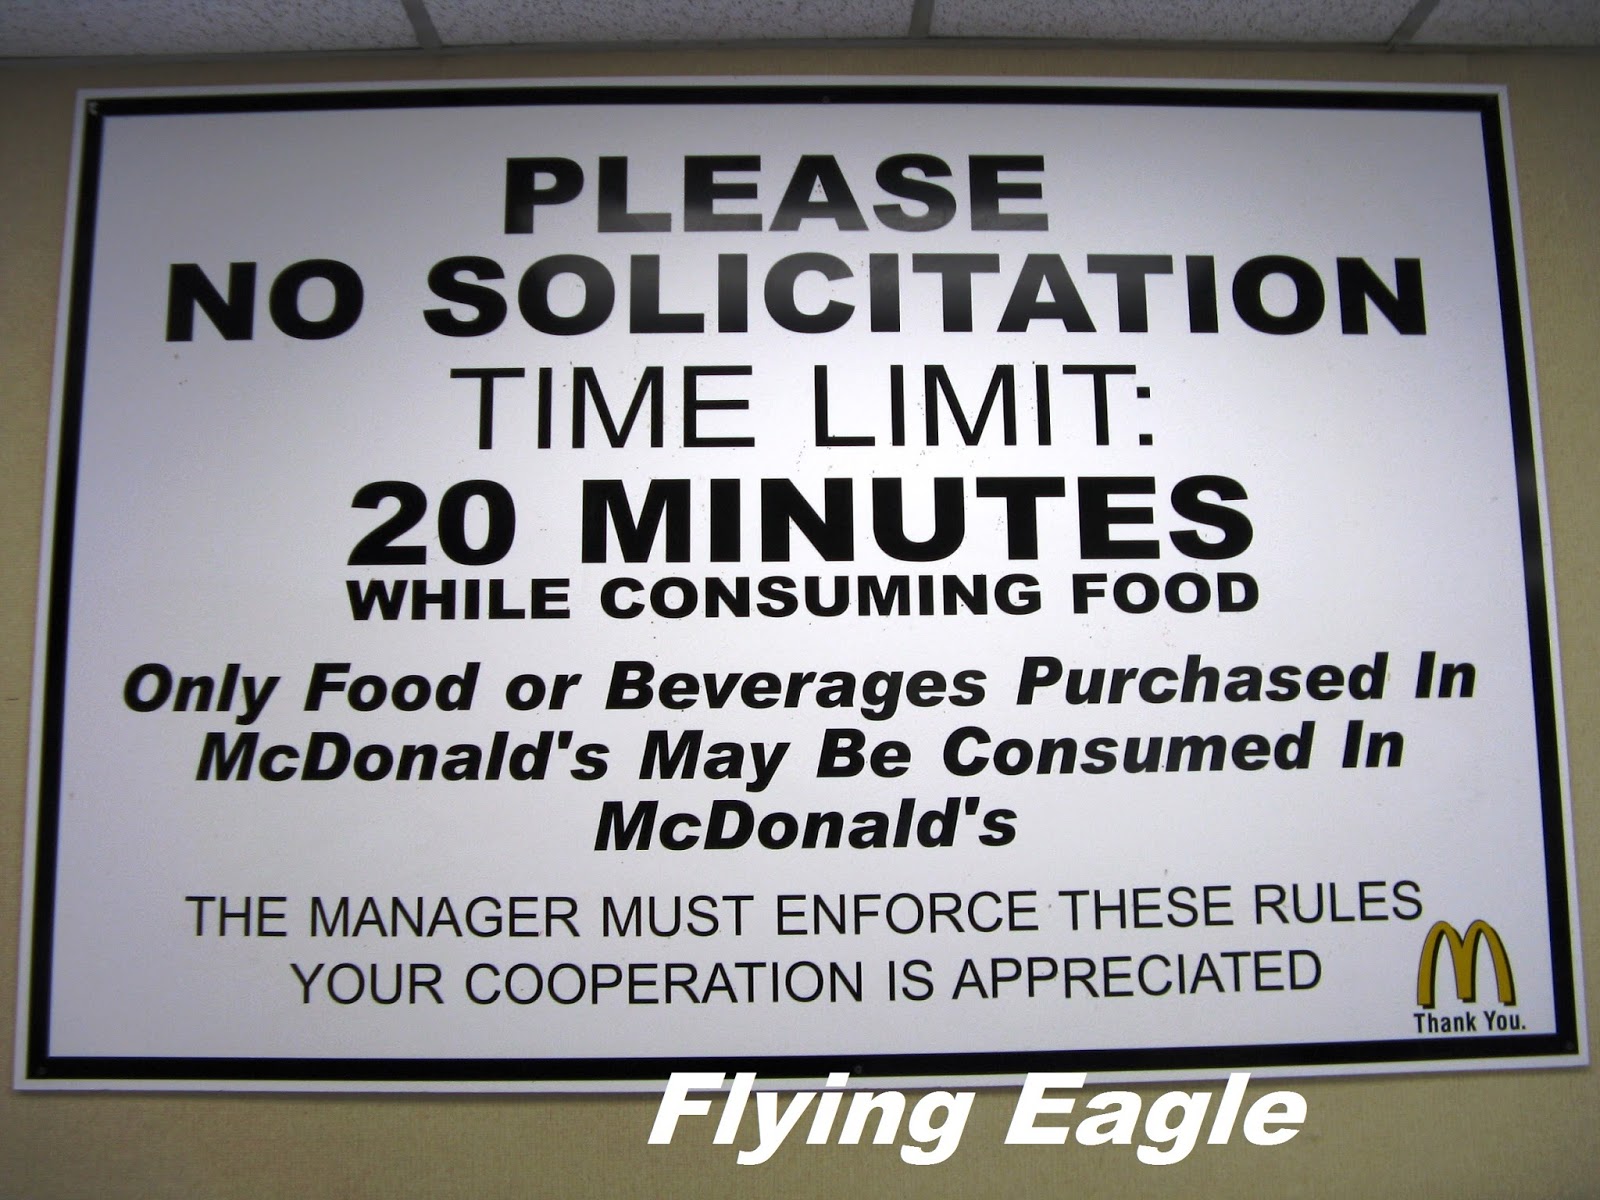 PLEASE
NO SOLICITATION
TIME LIMIT:
20 MINUTES
WHILE CONSUMING FOOD
Only Food or Beverages Purchased In
McDonald's May Be Consumed In
McDonald's
THE MANAGER MUST ENFORCE THESE RULES
YOUR COOPERATION IS APPRECIATED
Thank You.
Flying Eagle